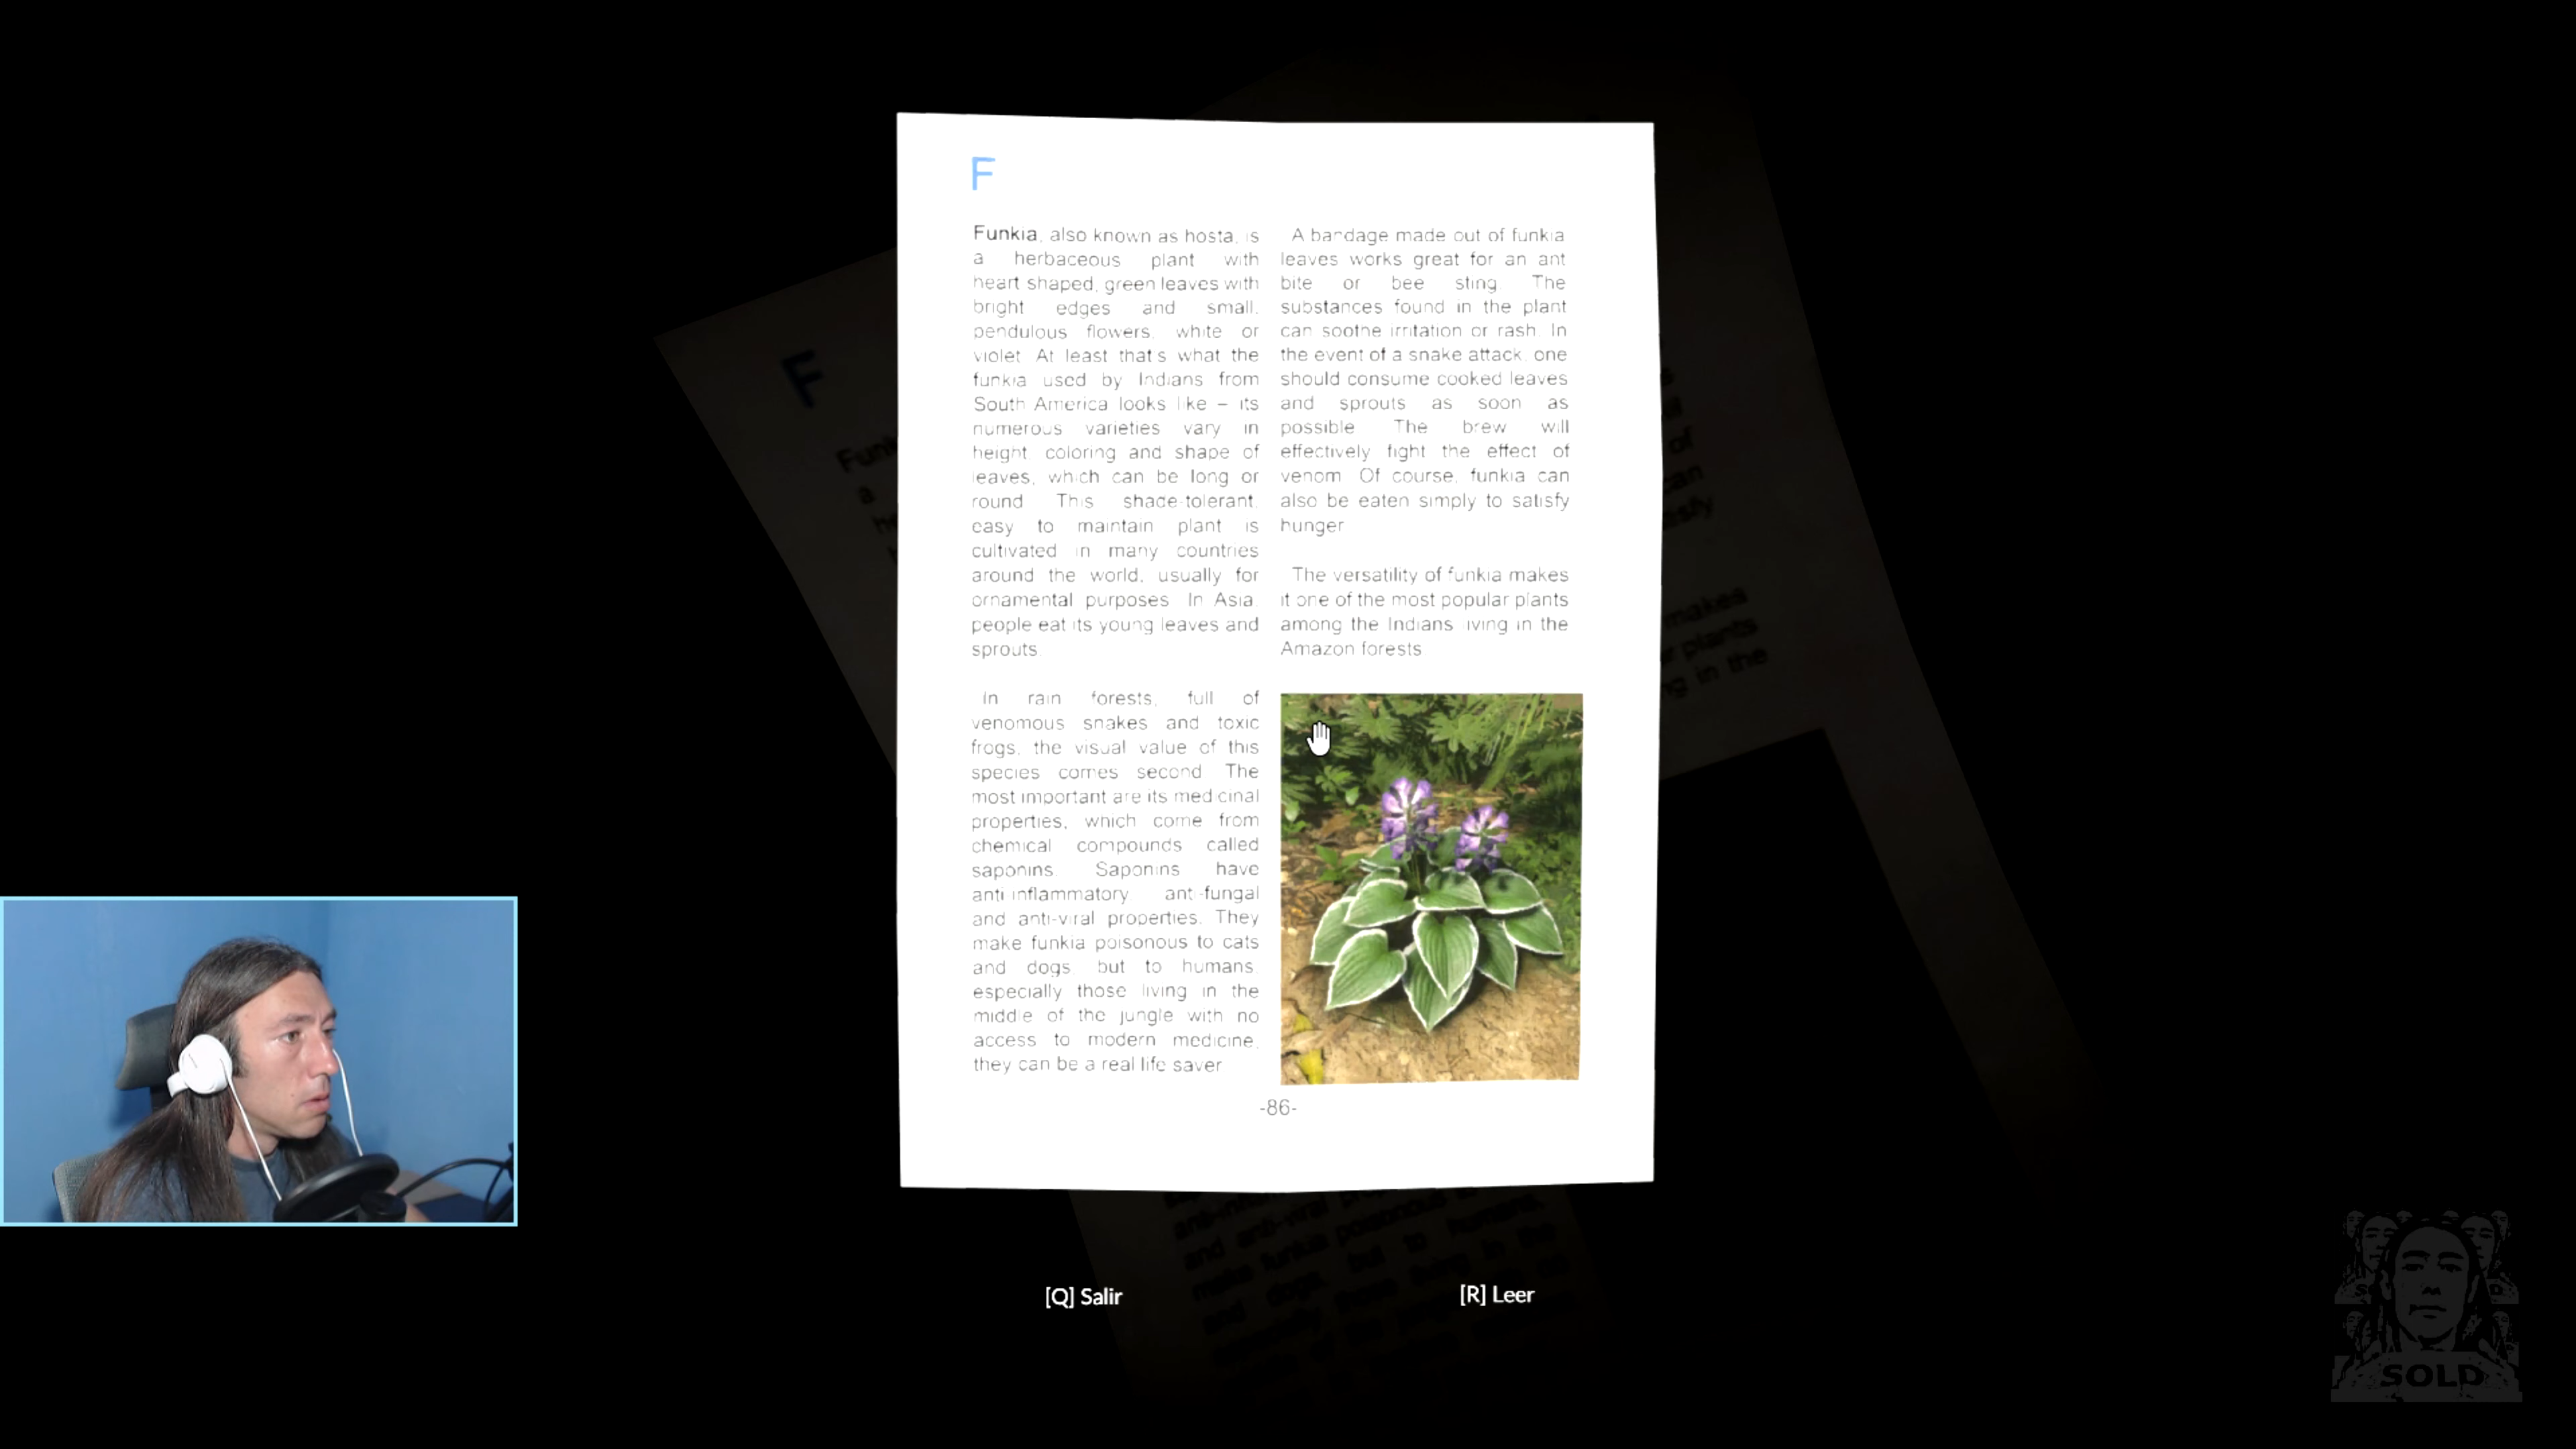 F
Funkia, also known as hosta, is
a herbaceous plant with
heart shaped, green leaves with
bright edges and small,
pendulous flowers, white or
violet. At least that's what the
funkia used by Indians from
South America looks like – its
numerous varieties vary in
height, coloring and shape of
leaves, which can be long or
round. This shade-tolerant,
easy to maintain plant is
cultivated in many countries
around the world, usually for
ornamental purposes. In Asia,
people eat its young leaves and
sprouts.
In rain forests, full of
venomous snakes and toxic
frogs, the visual value of this
species comes second. The
most important are its medicinal
properties, which come from
chemical compounds called
saponins. Saponins have
anti-inflammatory, anti-fungal
and anti-viral properties. They
make funkia poisonous to cats
and dogs, but to humans,
especially those living in the
middle of the jungle with no
access to modern medicine,
they can be a real life saver.
A bandage made out of funkia
leaves works great for an ant
bite or bee sting. The
substances found in the plant
can soothe irritation or rash. In
the event of a snake attack, one
should consume cooked leaves
and sprouts as soon as
possible. The brew will
effectively fight the effect of
venom. Of course, funkia can
also be eaten simply to satisfy
hunger.
The versatility of funkia makes
it one of the most popular plants
among the Indians living in the
Amazon forests.
-86-
[Q] Salir
[R] Leer
SOLD